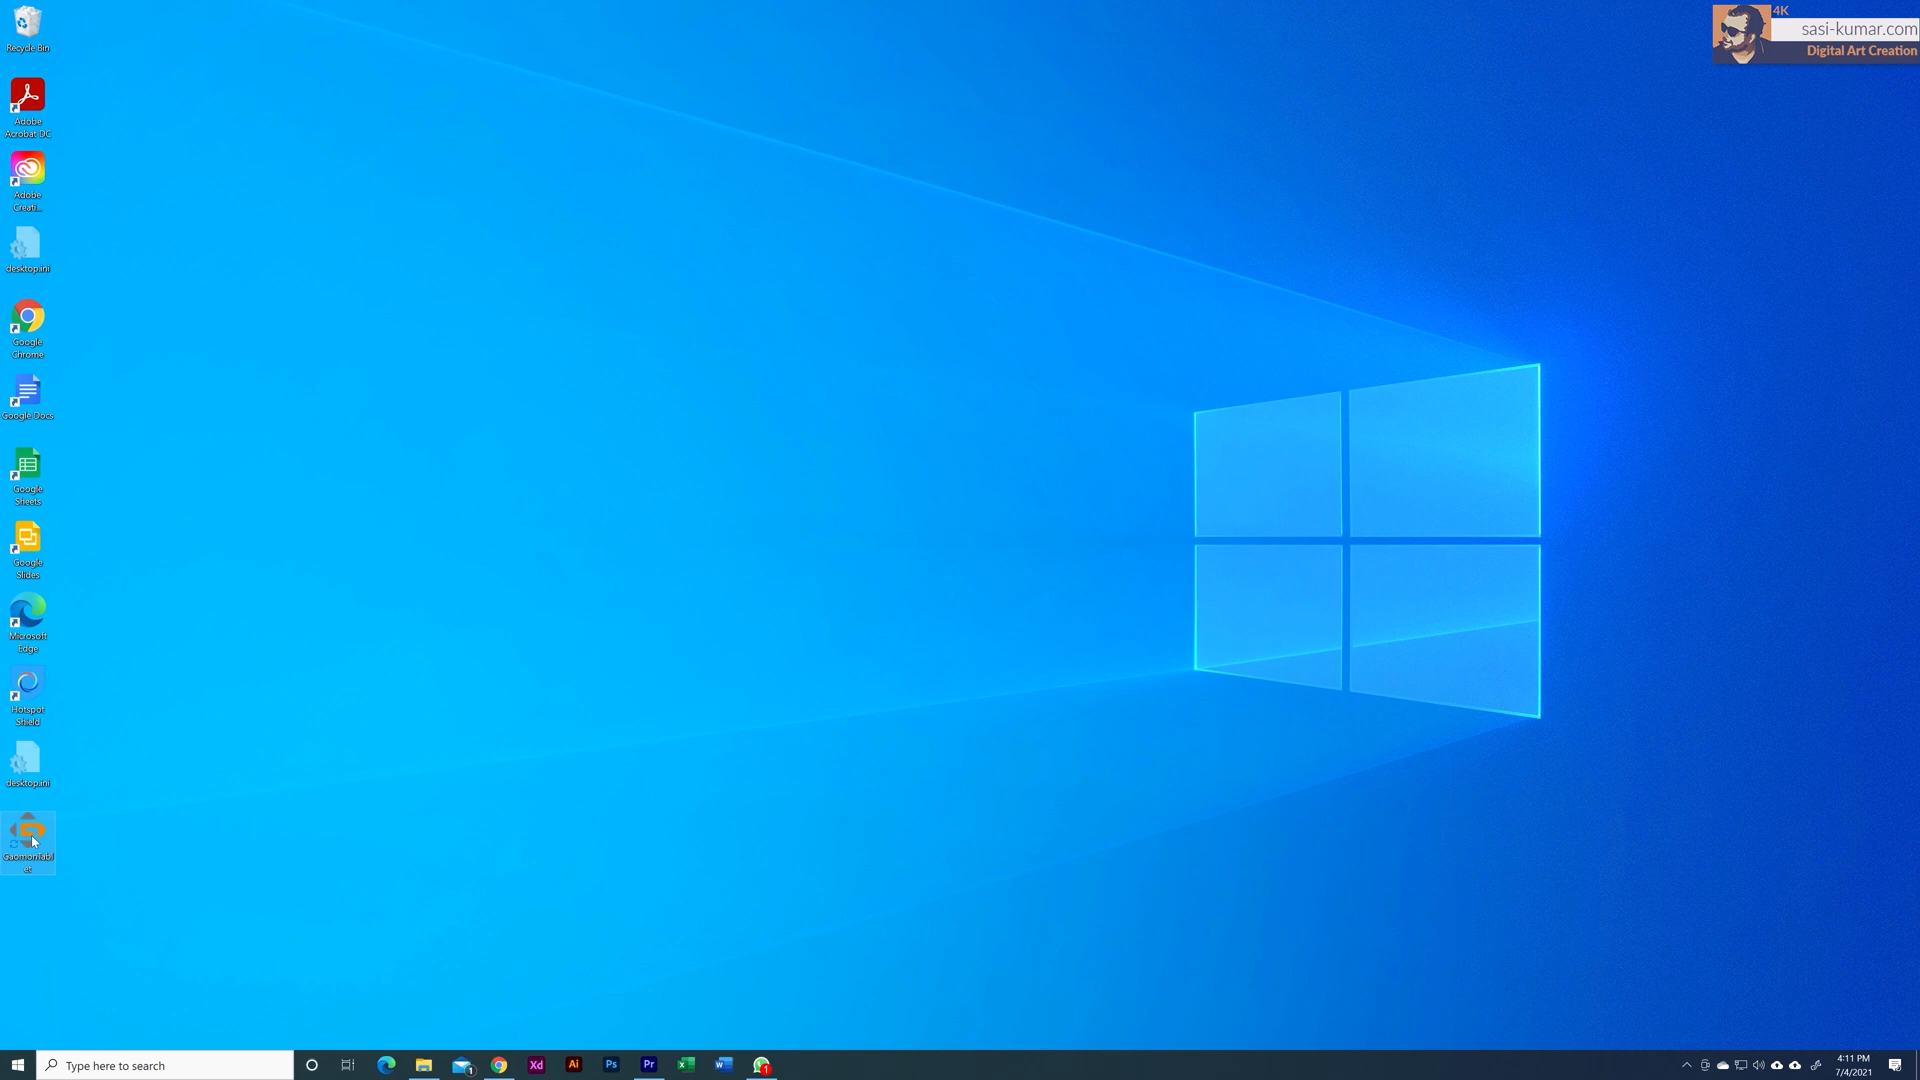 Recycle Bin
Adobe
Acrobat DC
Adobe
Creati...
desktop.ini
Google
Chrome
Google Docs
Google
Sheets
Google
Slides
Microsoft
Edge
Hotspot
Shield
desktop.ini
GaomonTabl
et
4K
sasi-kumar.com
Digital Art Creation
Type here to search
1
Xd
Ai
Ps
Pr
1
4:11 PM
7/4/2021